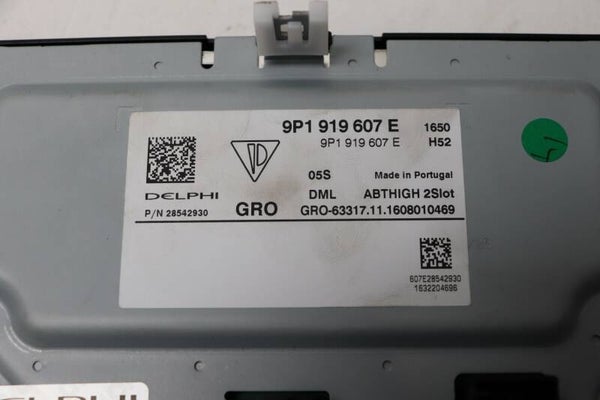 9P1 919 607 E 1650
9P1 919 607 E H52
05S Made in Portugal
DELPHI DML ABTHIGH 2Slot
P/N 28542930 GRO GRO-63317.11.1608010469
607E28542930
1632204696
DELPHI